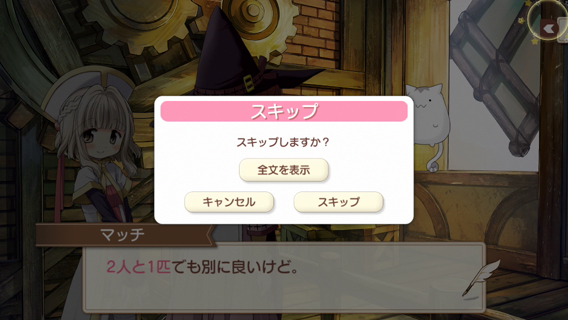 スキップ
スキップしますか？
全文を表示
キャンセル
スキップ
マッチ
2人と1匹でも別に良いけど。